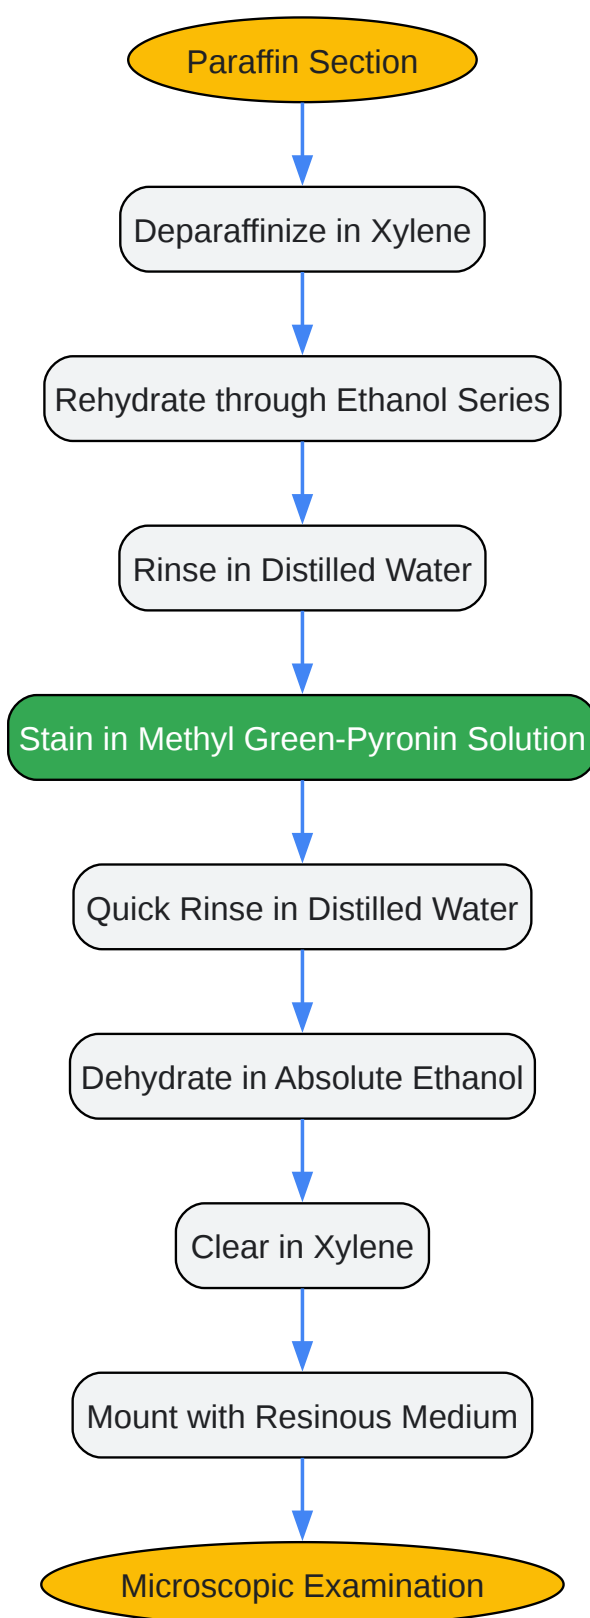 Paraffin Section
Deparaffinize in Xylene
Rehydrate through Ethanol Series
Rinse in Distilled Water
Stain in Methyl Green-Pyronin Solution
Quick Rinse in Distilled Water
Dehydrate in Absolute Ethanol
Clear in Xylene
Mount with Resinous Medium
Microscopic Examination